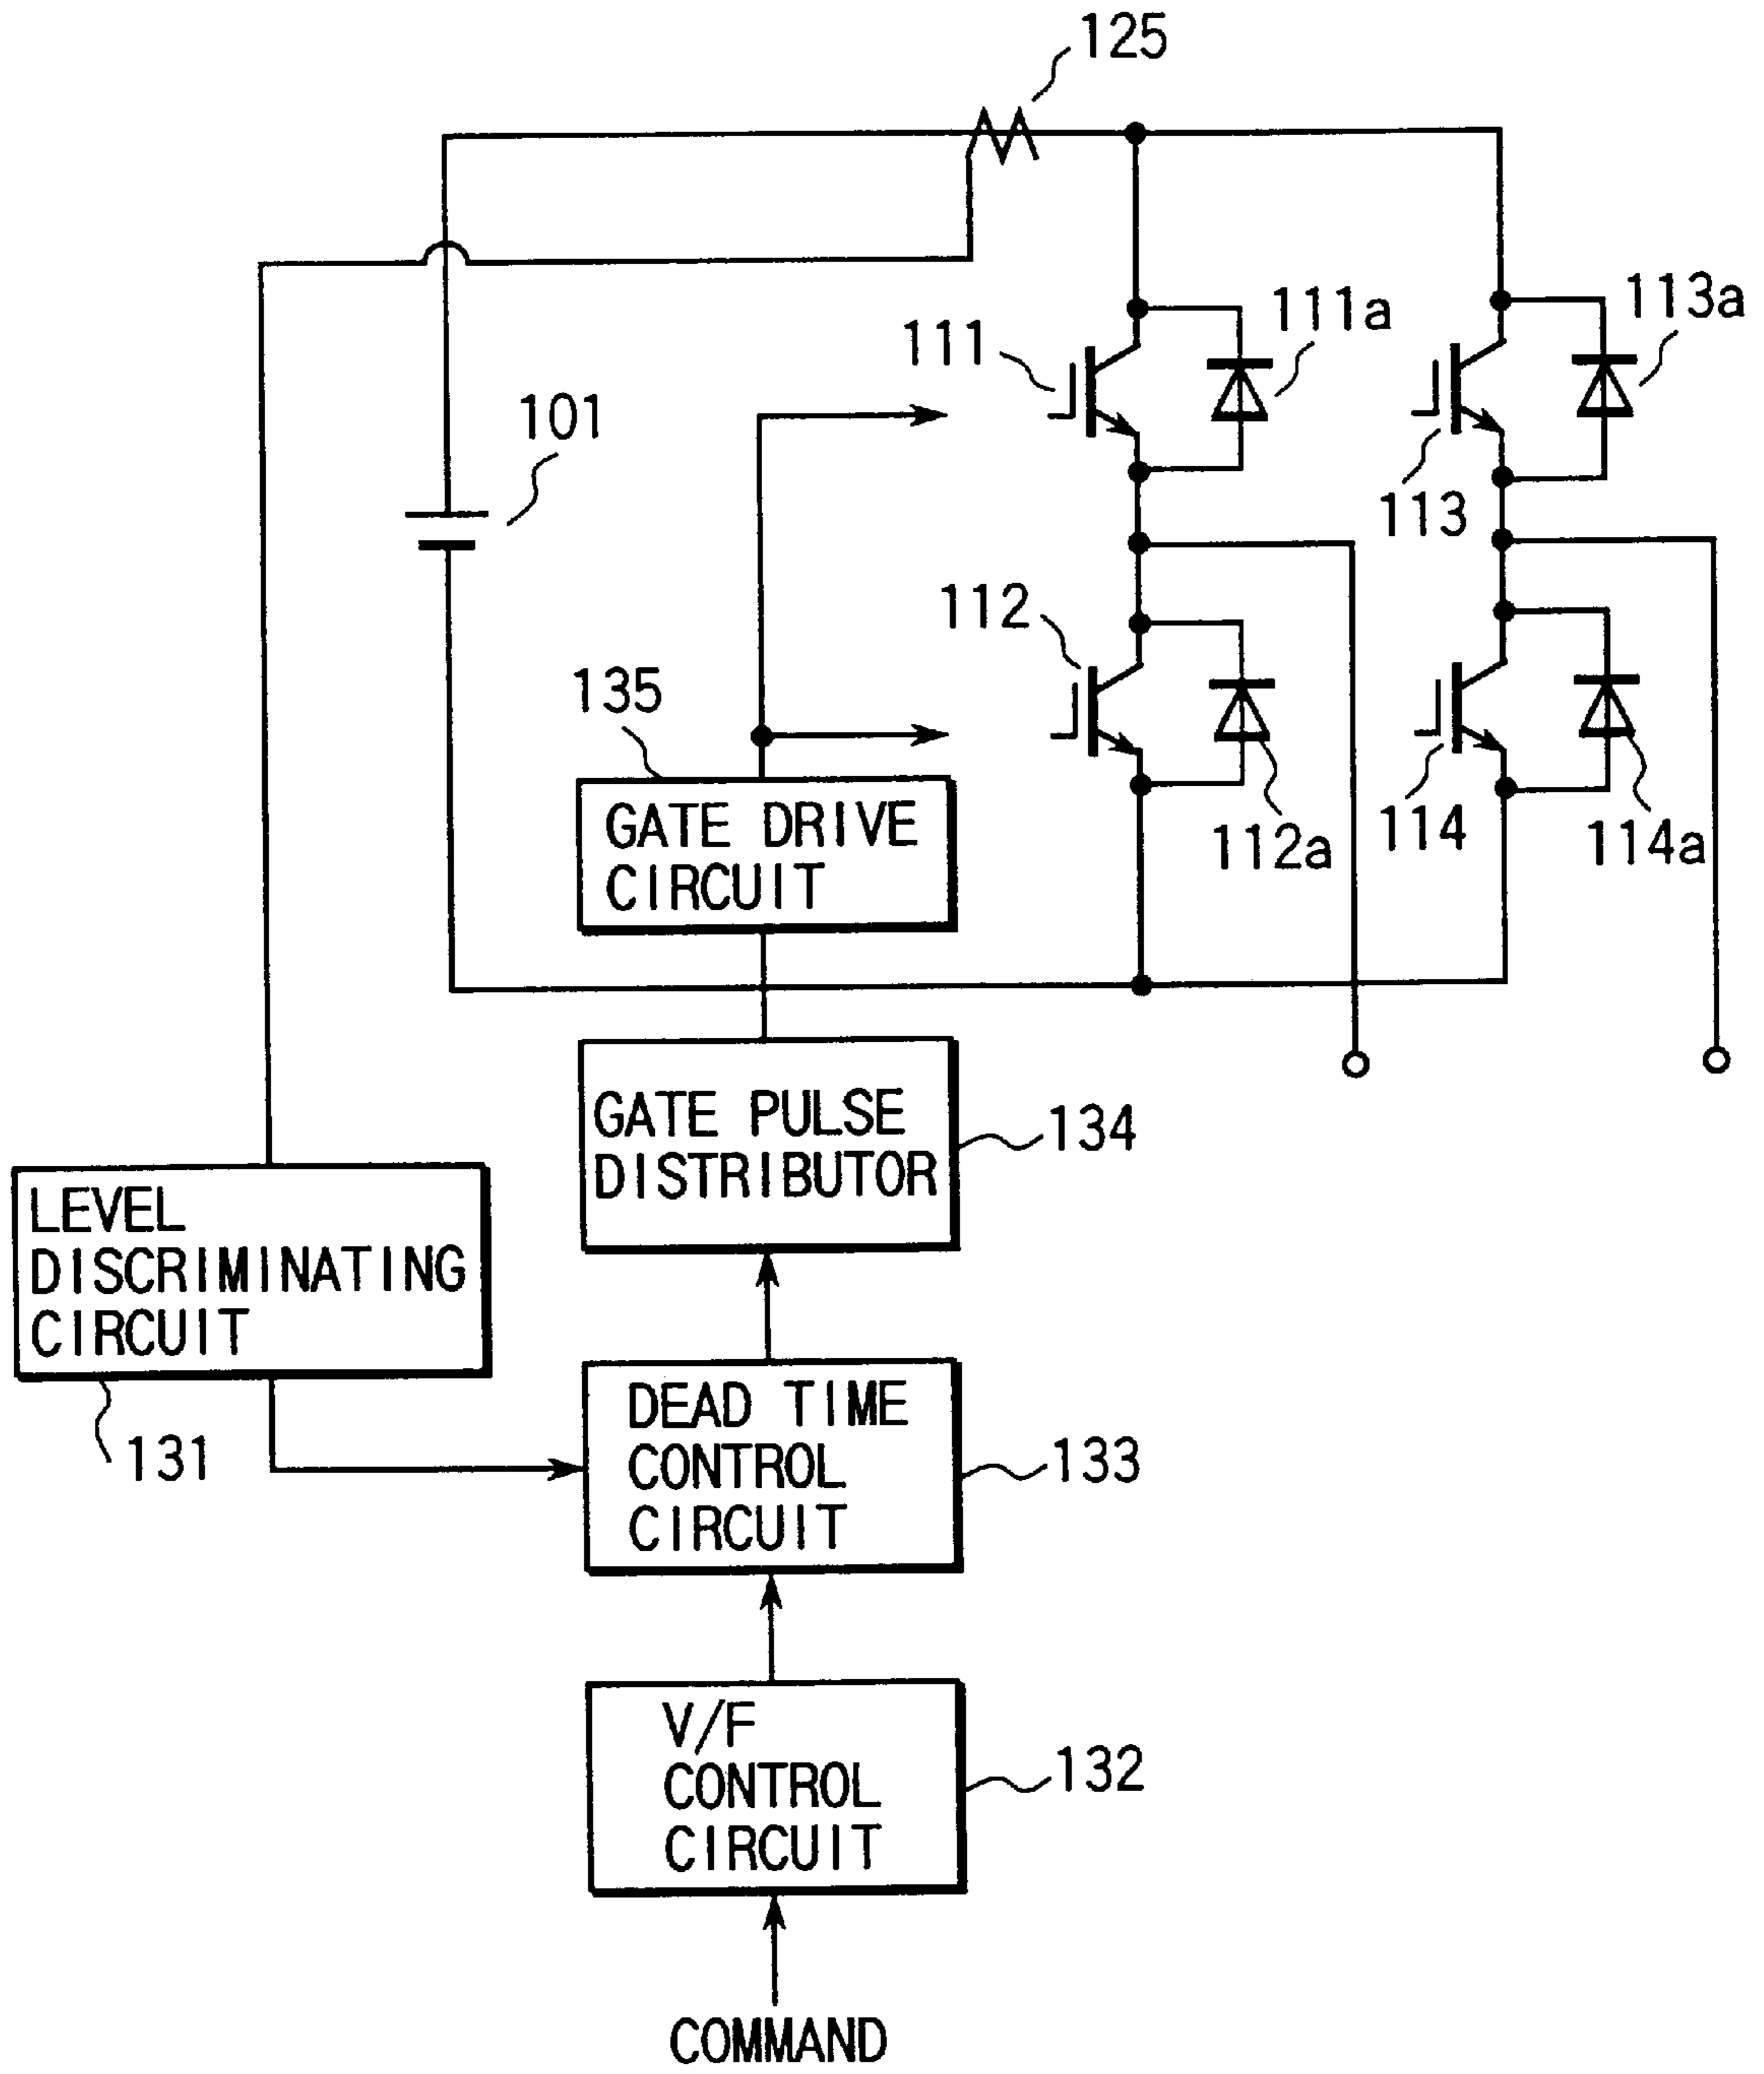 125
111
111a
113a
101
113
112
135
GATE DRIVE
CIRCUIT
112a
114
114a
GATE PULSE
DISTRIBUTOR
134
LEVEL
DISCRIMINATING
CIRCUIT
131
DEAD TIME
CONTROL
CIRCUIT
133
V/F
CONTROL
CIRCUIT
132
COMMAND